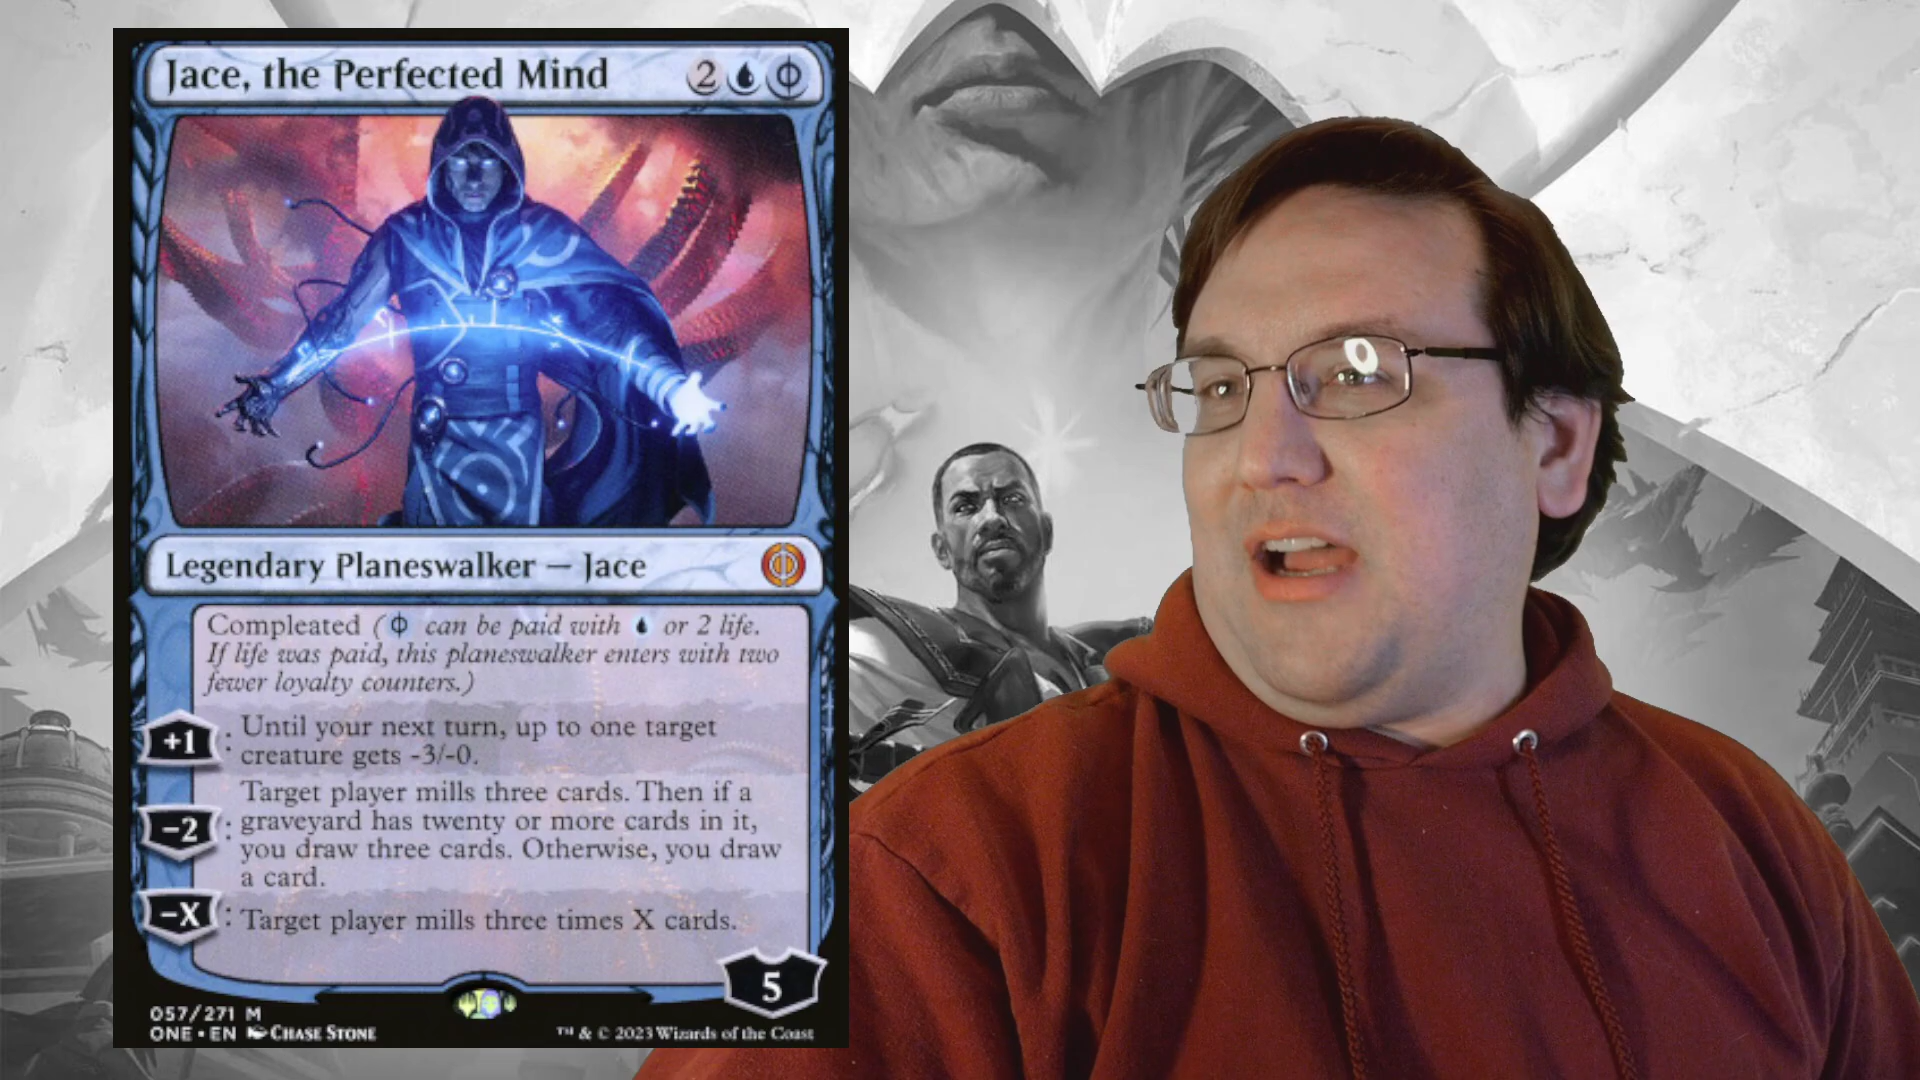 Jace, the Perfected Mind 2
Legendary Planeswalker — Jace
Compleated ( can be paid with or 2 life.
If life was paid, this planeswalker enters with two
fewer loyalty counters.)
+1: Until your next turn, up to one target
creature gets -3/-0.
Target player mills three cards. Then if a
−2: graveyard has twenty or more cards in it,
you draw three cards. Otherwise, you draw
a card.
−X: Target player mills three times X cards.
5
057/271 M
ONE • EN CHASE STONE
™ & © 2023 Wizards of the Coast